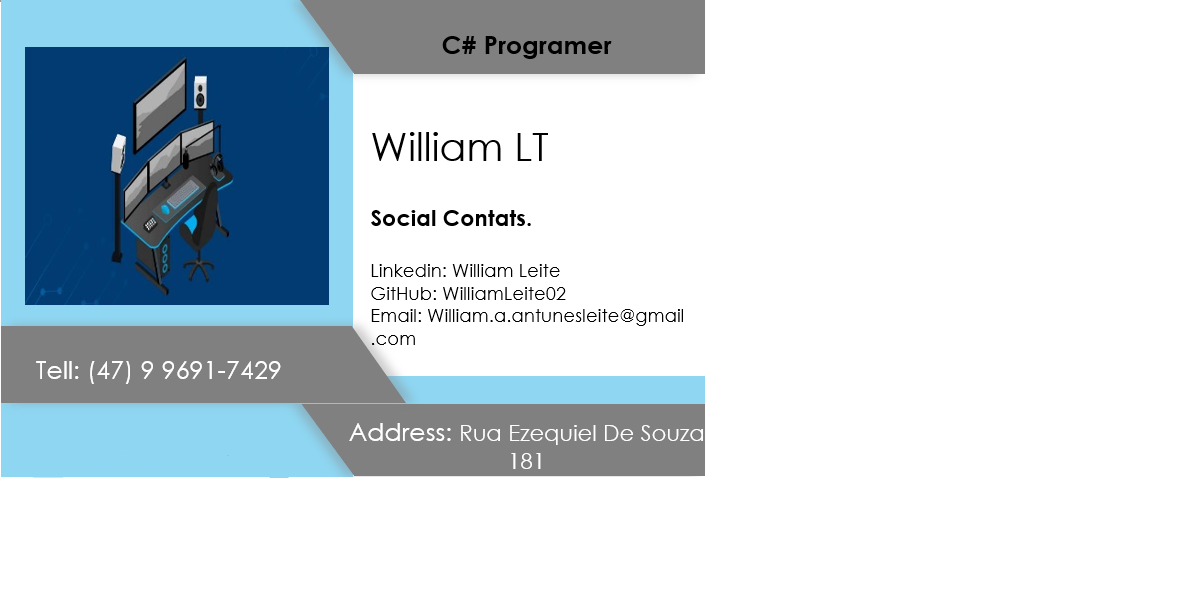 C# Programer
William LT
Social Contats.
Linkedin: William Leite
GitHub: WilliamLeite02
Email: William.a.antunesleite@gmail
.com
Tell: (47) 9 9691-7429
Address: Rua Ezequiel De Souza
181